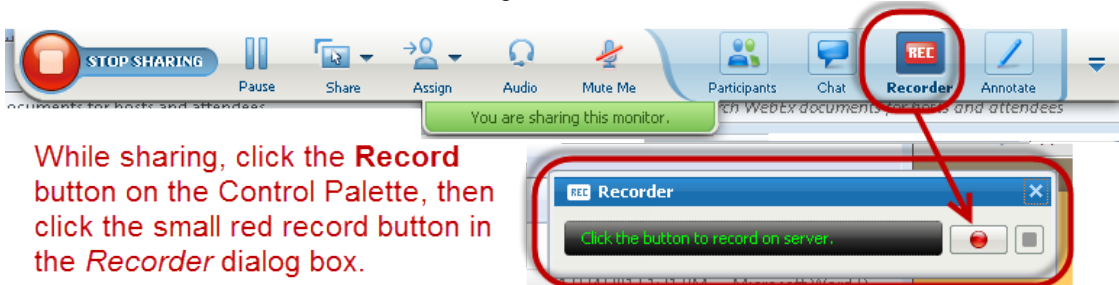 STOP SHARING
Pause
Share
Assign
Audio
Mute Me
Participants
Chat
REC
Recorder
Annotate
ocuments for hosts and attendees
You are sharing this monitor.
rch WebEx documents for hosts and attendees
While sharing, click the Record
button on the Control Palette, then
click the small red record button in
the Recorder dialog box.
REC Recorder
Click the button to record on server.